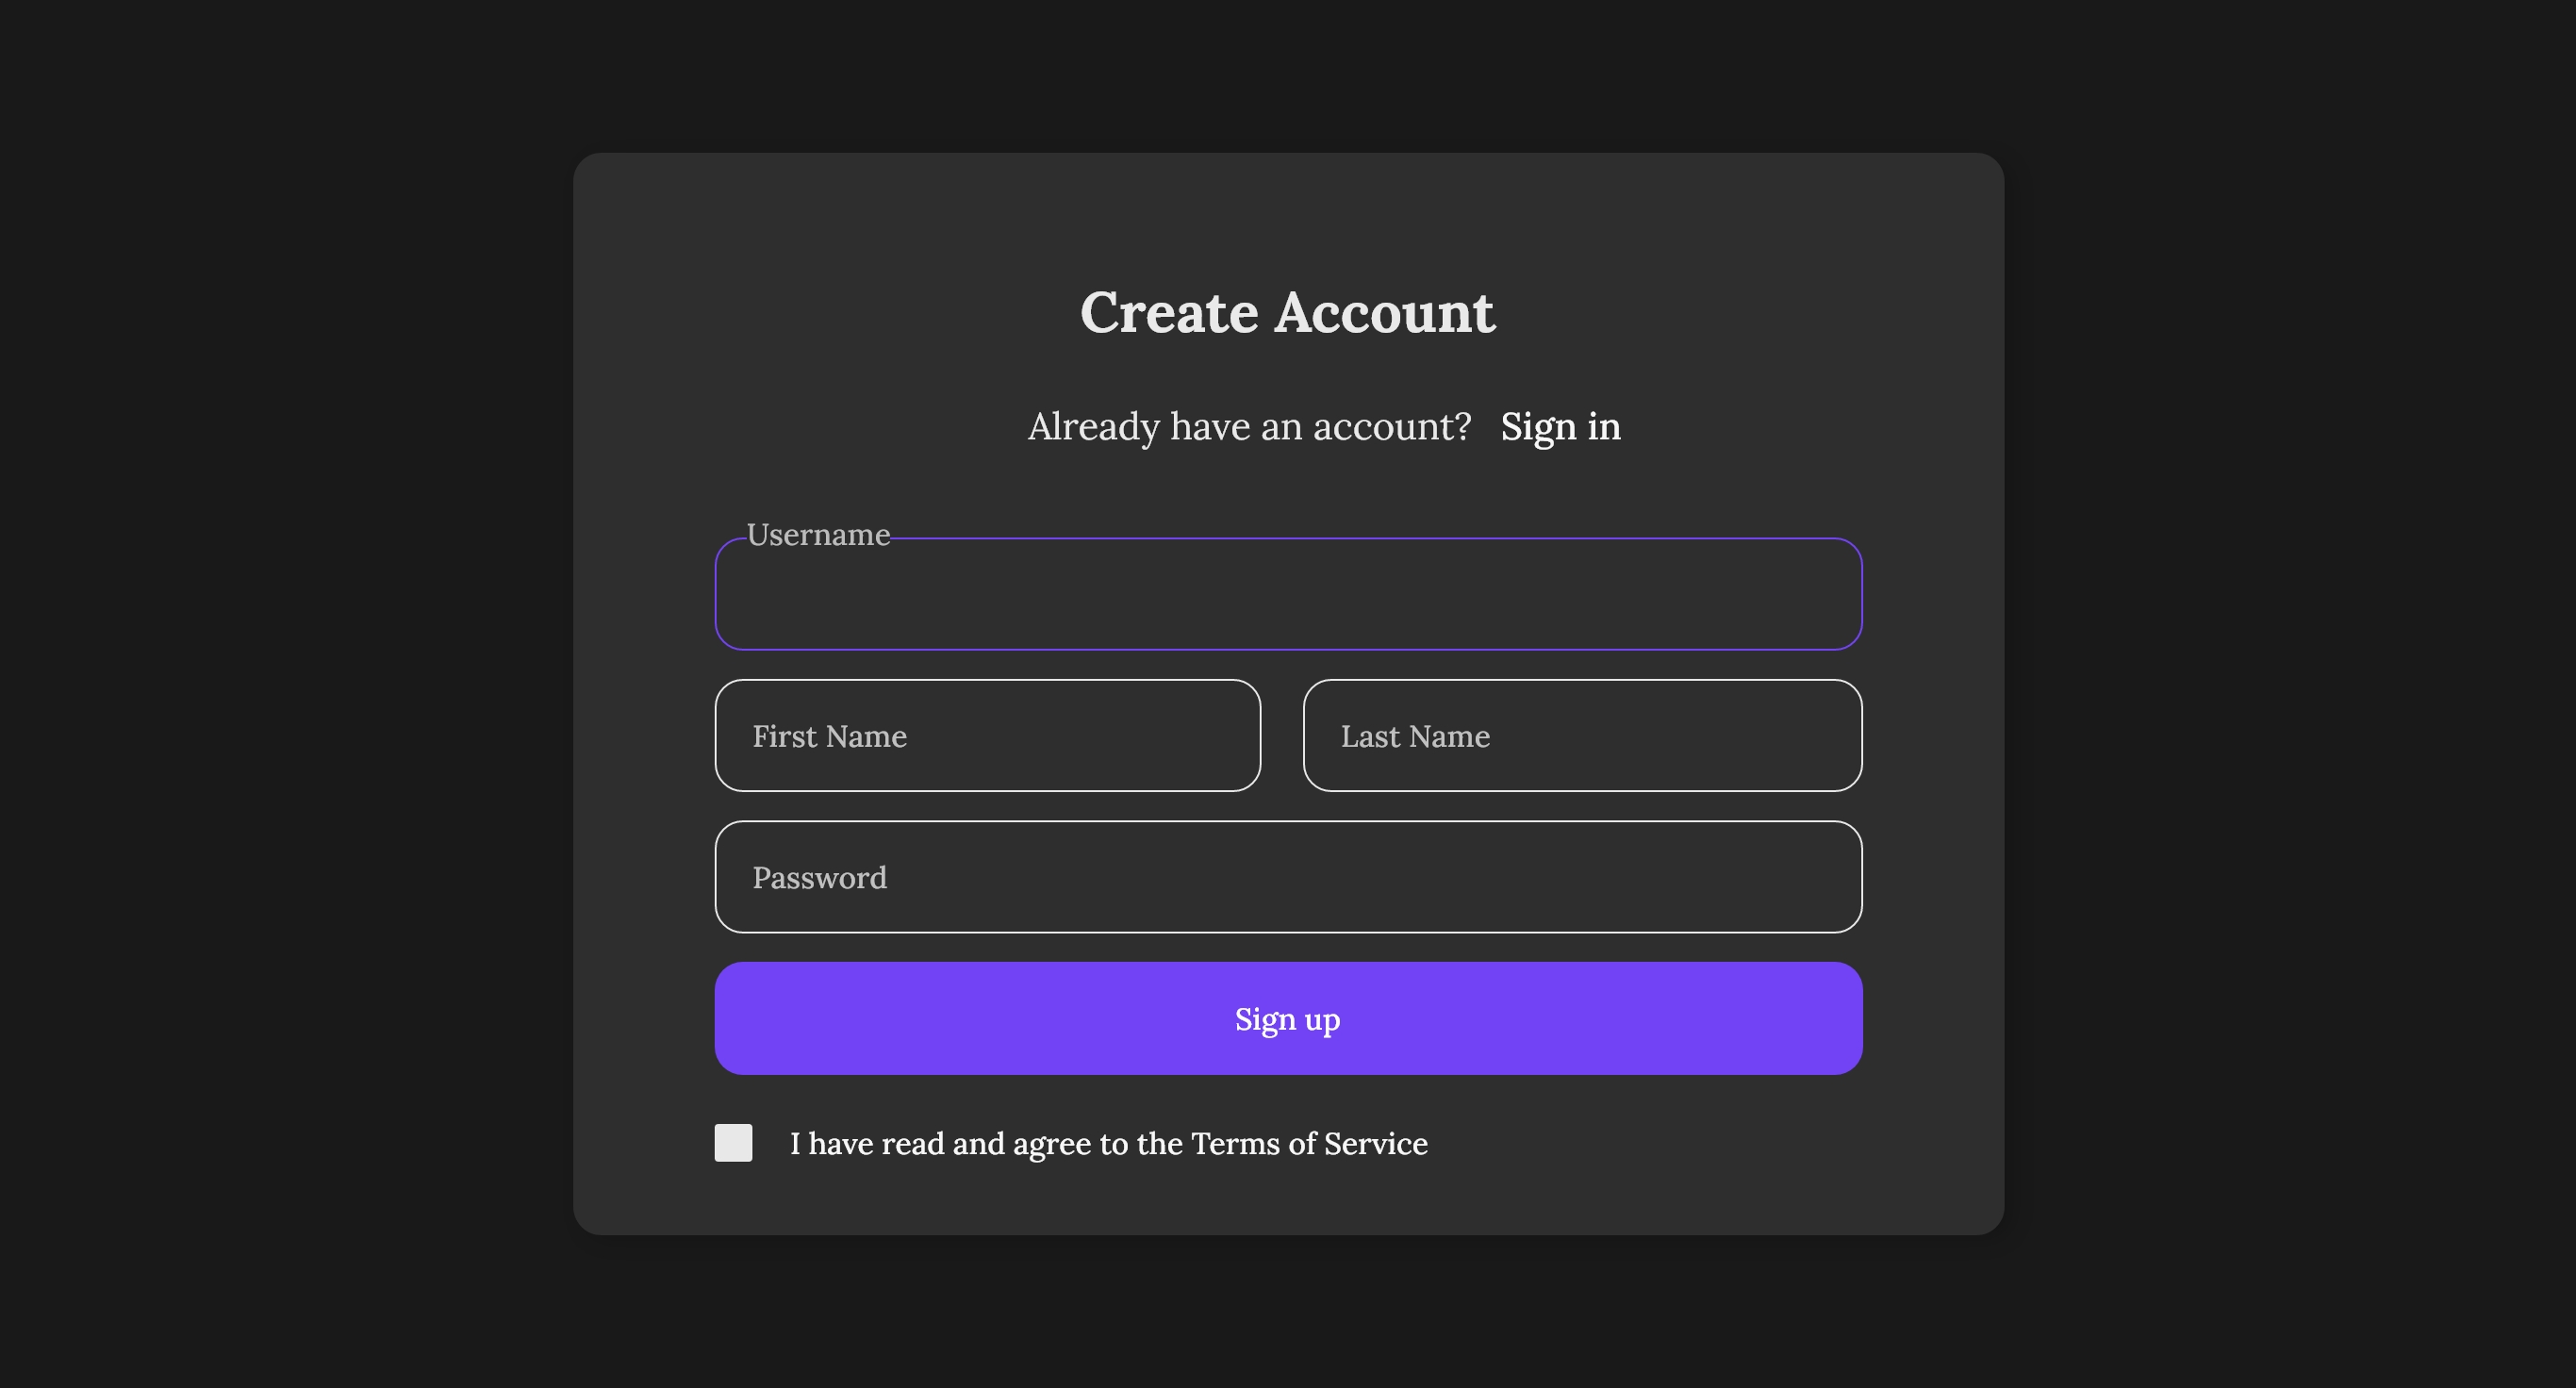 Create Account
Already have an account? Sign in
Username
First Name
Last Name
Password
Sign up
I have read and agree to the Terms of Service